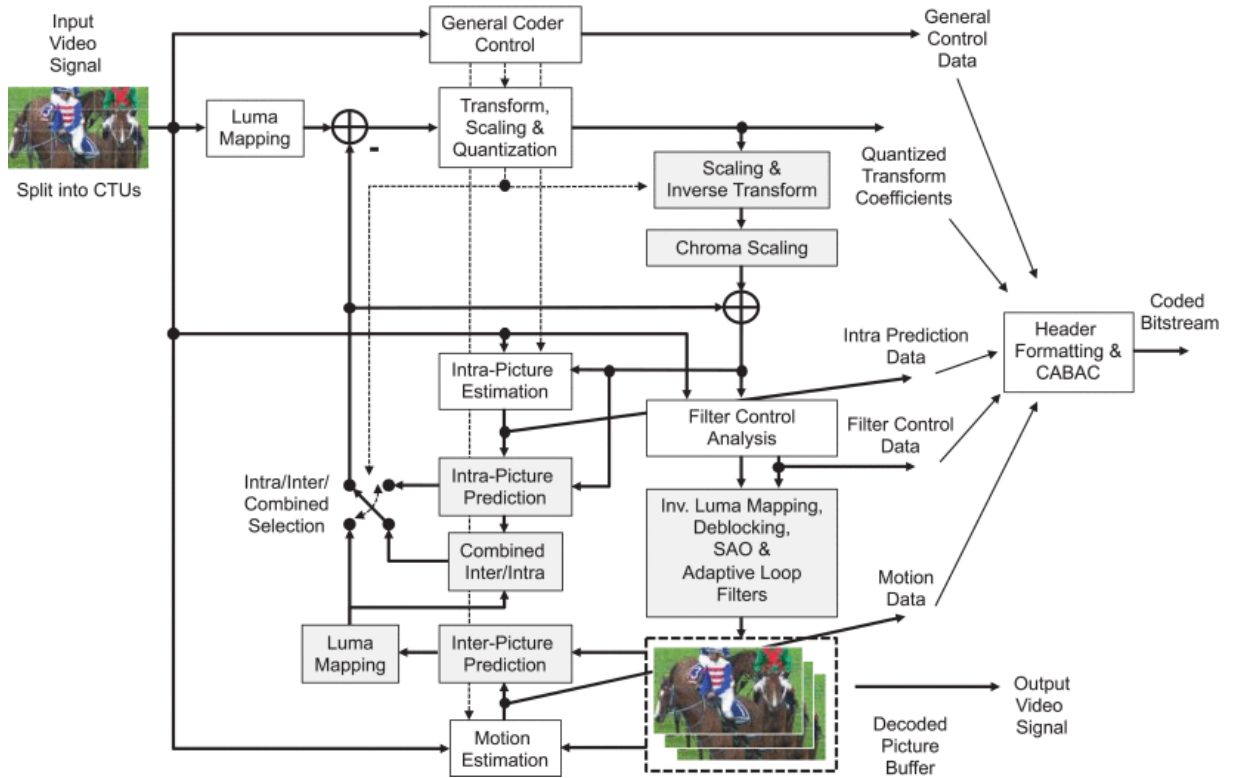 Input
Video
Signal
Split into CTUs
General Coder
Control
General
Control
Data
Luma
Mapping
-
Transform,
Scaling &
Quantization
Quantized
Transform
Coefficients
Scaling &
Inverse Transform
Chroma Scaling
Coded
Bitstream
Header
Formatting &
CABAC
Intra Prediction
Data
Intra-Picture
Estimation
Filter Control
Analysis
Filter Control
Data
Intra/Inter/
Combined
Selection
Intra-Picture
Prediction
Inv. Luma Mapping,
Deblocking,
SAO &
Adaptive Loop
Filters
Combined
Inter/Intra
Motion
Data
Luma
Mapping
Inter-Picture
Prediction
Output
Video
Signal
Motion
Estimation
Decoded
Picture
Buffer